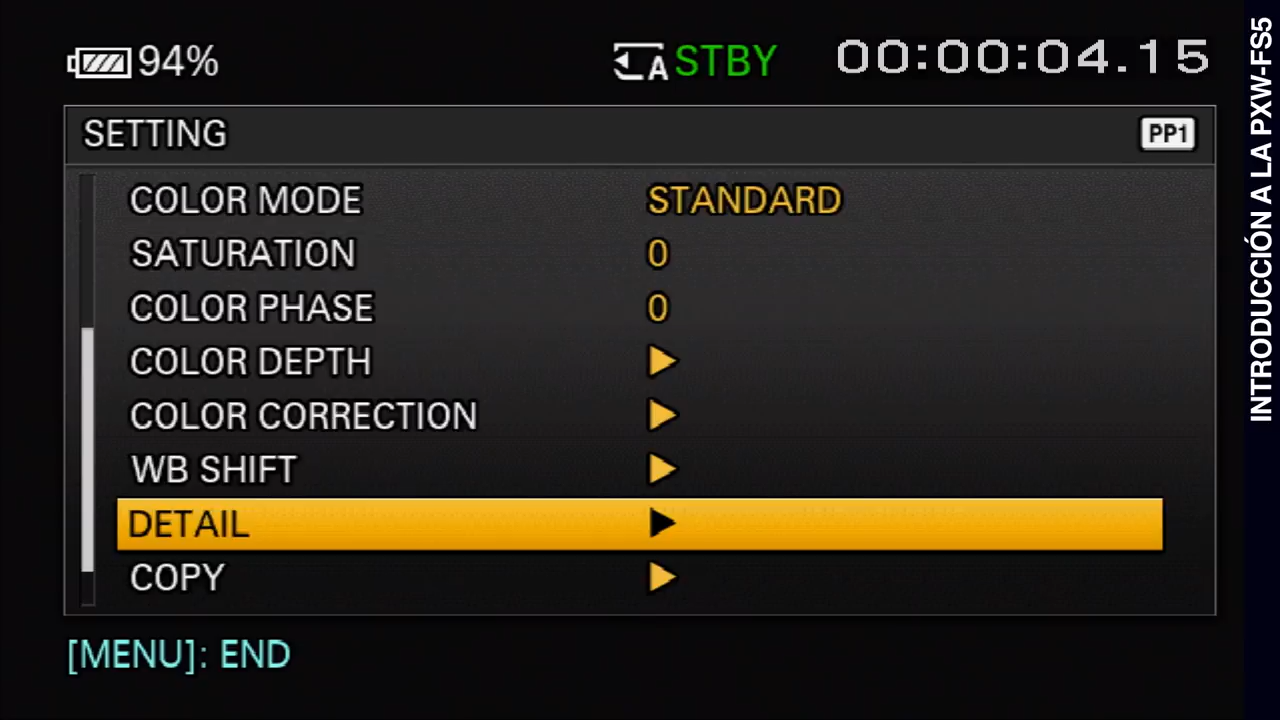 94%
A STBY 00:00:04.15
SETTING PP1
COLOR MODE STANDARD
SATURATION 0
COLOR PHASE 0
COLOR DEPTH
COLOR CORRECTION
WB SHIFT
DETAIL
COPY
[MENU]: END
INTRODUCCIÓN A LA PXW-FS5